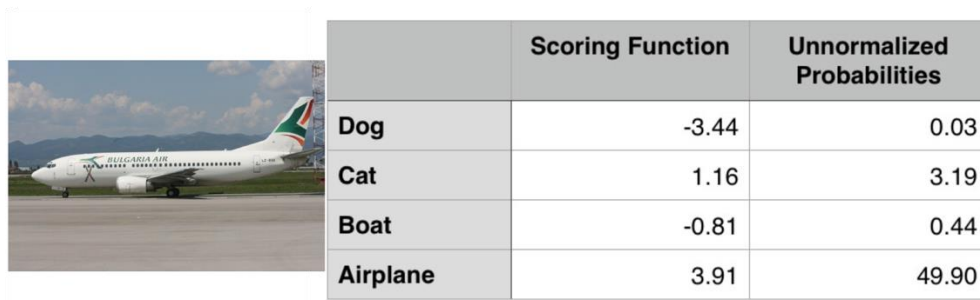 BULGARIA AIR
Scoring Function Unnormalized
Probabilities
Dog -3.44 0.03
Cat 1.16 3.19
Boat -0.81 0.44
Airplane 3.91 49.90